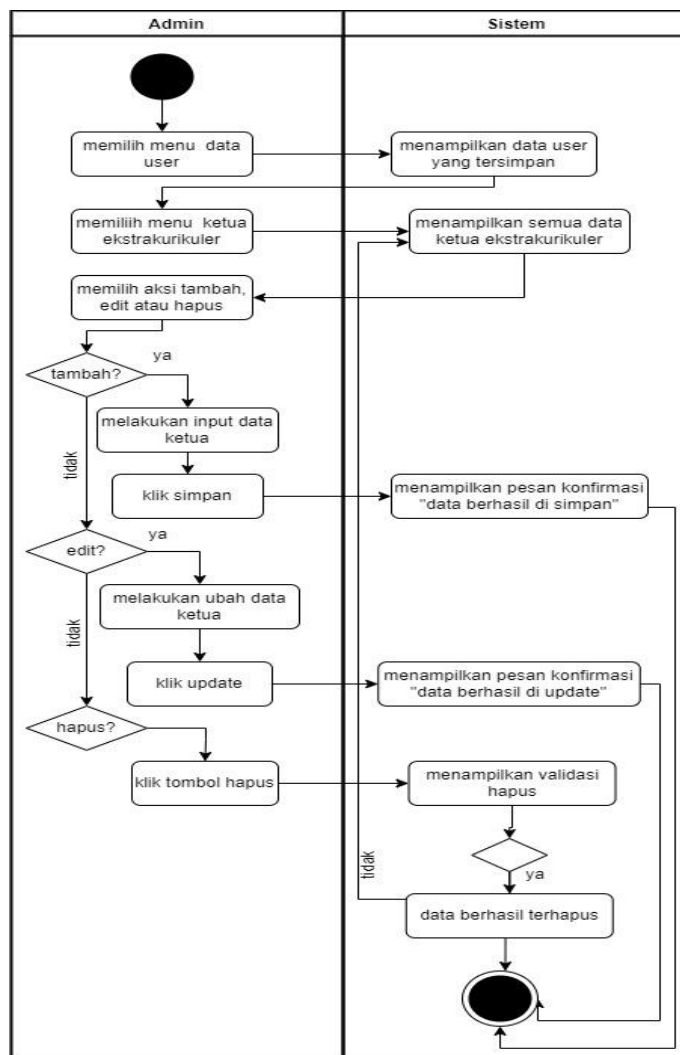 Admin
Sistem
memilih menu data
user
menampilkan data user
yang tersimpan
memiliih menu ketua
ekstrakurikuler
menampilkan semua data
ketua ekstrakurikuler
memilih aksi tambah,
edit atau hapus
tambah?
ya
melakukan input data
ketua
tidak
klik simpan
menampilkan pesan konfirmasi
"data berhasil di simpan"
edit?
ya
melakukan ubah data
ketua
tidak
klik update
menampilkan pesan konfirmasi
"data berhasil di update"
hapus?
klik tombol hapus
menampilkan validasi
hapus
tidak
ya
data berhasil terhapus